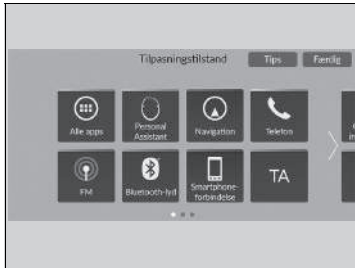 Tilpasningstilstand
Tips
Færdig
Alle apps
Personal
Assistant
Navigation
Telefon
FM
Bluetooth-lyd
Smartphone-
forbindelse
TA